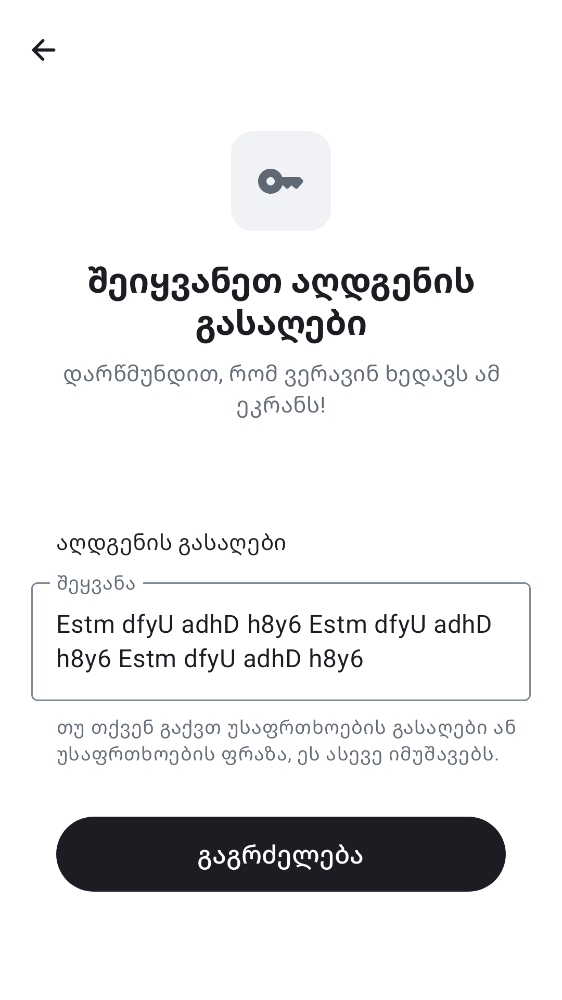 შეიყვანეთ აღდგენის
გასაღები
დარწმუნდით, რომ ვერავინ ხედავს ამ
ეკრანს!
აღდგენის გასაღები
შეყვანა
Estm dfyU adhD h8y6 Estm dfyU adhD
h8y6 Estm dfyU adhD h8y6
თუ თქვენ გაქვთ უსაფრთხოების გასაღები ან
უსაფრთხოების ფრაზა, ეს ასევე იმუშავებს.
გაგრძელება